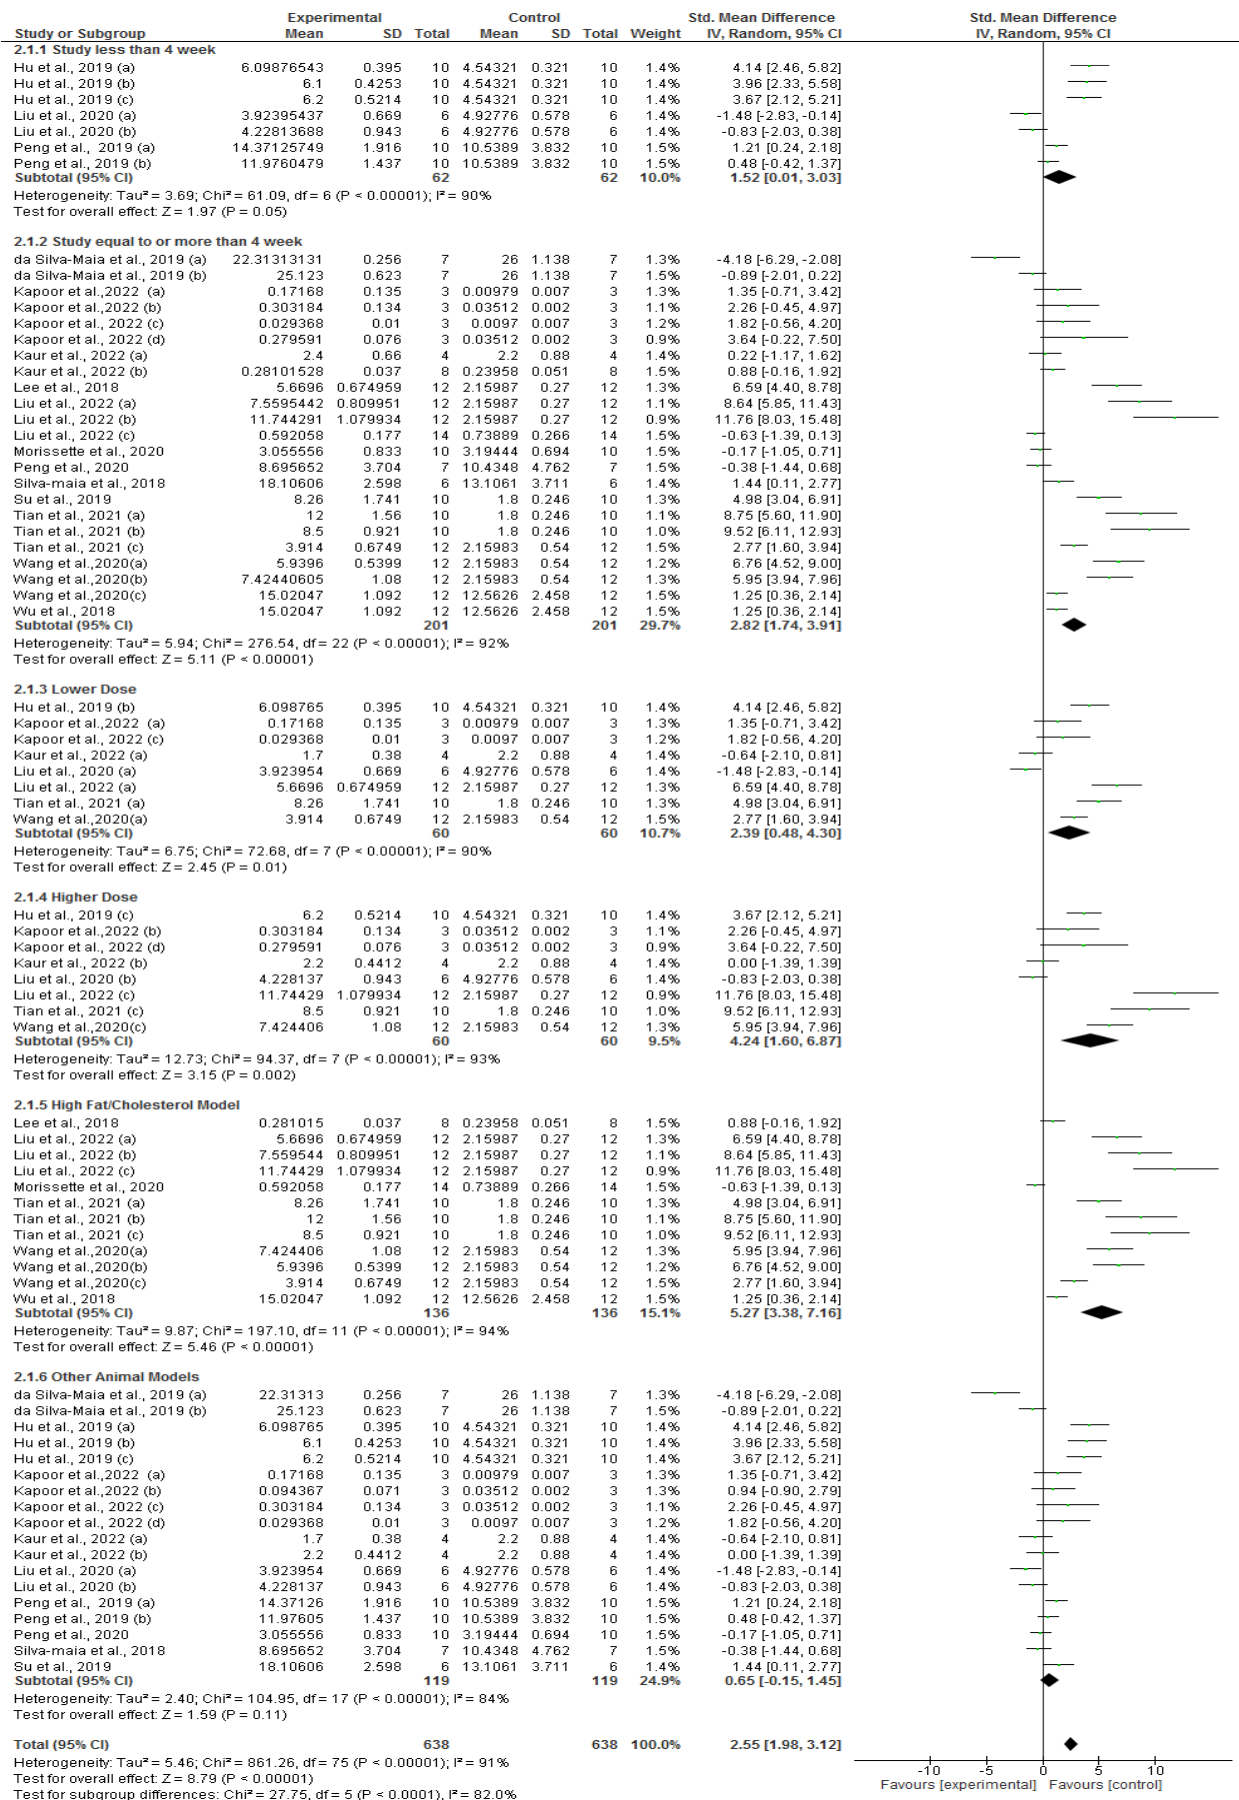 Experimental Control Std. Mean Difference Std. Mean Difference
Study or Subgroup Mean SD Total Mean SD Total Weight IV, Random, 95% CI IV, Random, 95% CI
2.1.1 Study less than 4 week
Hu et al., 2019 (a) 6.09876543 0.395 10 4.54321 0.321 10 1.4% 4.14 [2.46, 5.82]
Hu et al., 2019 (b) 6.1 0.4253 10 4.54321 0.321 10 1.4% 3.96 [2.33, 5.58]
Hu et al., 2019 (c) 6.2 0.5214 10 4.54321 0.321 10 1.4% 3.67 [2.12, 5.21]
Liu et al., 2020 (a) 3.92395437 0.669 6 4.92776 0.578 6 1.4% -1.48 [-2.83, -0.14]
Liu et al., 2020 (b) 4.22813688 0.943 6 4.92776 0.578 6 1.4% -0.83 [-2.03, 0.38]
Peng et al., 2019 (a) 14.37125749 1.916 10 10.5389 3.832 10 1.5% 1.21 [0.24, 2.18]
Peng et al., 2019 (b) 11.9760479 1.437 10 10.5389 3.832 10 1.5% 0.48 [-0.42, 1.37]
Subtotal (95% CI) 62 62 10.0% 1.52 [0.01, 3.03]
Heterogeneity: Tau² = 3.69; Chi² = 61.09, df = 6 (P < 0.00001); I² = 90%
Test for overall effect: Z = 1.97 (P = 0.05)
2.1.2 Study equal to or more than 4 week
da Silva-Maia et al., 2019 (a) 22.31313131 0.256 7 26 1.138 7 1.3% -4.18 [-6.29, -2.08]
da Silva-Maia et al., 2019 (b) 25.123 0.623 7 26 1.138 7 1.5% -0.89 [-2.01, 0.22]
Kapoor et al.,2022 (a) 0.17168 0.135 3 0.00979 0.007 3 1.3% 1.35 [-0.71, 3.42]
Kapoor et al.,2022 (b) 0.303184 0.134 3 0.03512 0.002 3 1.1% 2.26 [-0.45, 4.97]
Kapoor et al., 2022 (c) 0.029368 0.01 3 0.0097 0.007 3 1.2% 1.82 [-0.56, 4.20]
Kapoor et al., 2022 (d) 0.279591 0.076 3 0.03512 0.002 3 0.9% 3.64 [-0.22, 7.50]
Kaur et al., 2022 (a) 2.4 0.66 4 2.2 0.88 4 1.4% 0.22 [-1.17, 1.62]
Kaur et al., 2022 (b) 0.28101528 0.037 8 0.23958 0.051 8 1.5% 0.88 [-0.16, 1.92]
Lee et al., 2018 5.6696 0.674959 12 2.15987 0.27 12 1.3% 6.59 [4.40, 8.78]
Liu et al., 2022 (a) 7.5595442 0.809951 12 2.15987 0.27 12 1.1% 8.64 [5.85, 11.43]
Liu et al., 2022 (b) 11.744291 1.079934 12 2.15987 0.27 12 0.9% 11.76 [8.03, 15.48]
Liu et al., 2022 (c) 0.592058 0.177 14 0.73889 0.266 14 1.5% -0.63 [-1.39, 0.13]
Morissette et al., 2020 3.055556 0.833 10 3.19444 0.694 10 1.5% -0.17 [-1.05, 0.71]
Peng et al., 2020 8.695652 3.704 7 10.4348 4.762 7 1.5% -0.38 [-1.44, 0.68]
Silva-maia et al., 2018 18.10606 2.598 6 13.1061 3.711 6 1.5% 1.44 [0.11, 2.77]
Su et al., 2019 8.26 1.741 10 1.8 0.246 10 1.3% 4.98 [3.04, 6.91]
Tian et al., 2021 (a) 12 1.56 10 1.8 0.246 10 1.1% 8.75 [5.60, 11.90]
Tian et al., 2021 (b) 8.5 0.921 10 1.8 0.246 10 1.0% 9.52 [6.11, 12.93]
Tian et al., 2021 (c) 3.914 0.6749 12 2.15983 0.54 12 1.5% 2.77 [1.60, 3.94]
Wang et al.,2020(a) 5.9396 0.5399 12 2.15983 0.54 12 1.2% 6.76 [4.52, 9.00]
Wang et al.,2020(b) 7.42440605 1.08 12 2.15983 0.54 12 1.3% 5.95 [3.94, 7.96]
Wang et al.,2020(c) 15.02047 1.092 12 12.5626 2.458 12 1.5% 1.25 [0.36, 2.14]
Wu et al., 2018 15.02047 1.092 12 12.5626 2.458 12 1.5% 1.25 [0.36, 2.14]
Subtotal (95% CI) 201 201 29.7% 2.82 [1.74, 3.91]
Heterogeneity: Tau² = 5.94; Chi² = 276.54, df = 22 (P < 0.00001); I² = 92%
Test for overall effect: Z = 5.11 (P < 0.00001)
2.1.3 Lower Dose
Hu et al., 2019 (b) 6.098765 0.395 10 4.54321 0.321 10 1.4% 4.14 [2.46, 5.82]
Kapoor et al.,2022 (a) 0.17168 0.135 3 0.00979 0.007 3 1.3% 1.35 [-0.71, 3.42]
Kapoor et al., 2022 (c) 0.029368 0.01 3 0.0097 0.007 3 1.2% 1.82 [-0.56, 4.20]
Kaur et al., 2022 (a) 1.7 0.38 4 2.2 0.88 4 1.4% -0.64 [-2.10, 0.81]
Liu et al., 2020 (a) 3.923954 0.669 6 4.92776 0.578 6 1.4% -1.48 [-2.83, -0.14]
Liu et al., 2022 (a) 5.6696 0.674959 12 2.15987 0.27 12 1.3% 6.59 [4.40, 8.78]
Tian et al., 2021 (a) 8.26 1.741 10 1.8 0.246 10 1.3% 4.98 [3.04, 6.91]
Wang et al.,2020(a) 3.914 0.6749 12 2.15983 0.54 12 1.5% 2.77 [1.60, 3.94]
Subtotal (95% CI) 60 60 10.7% 2.39 [0.48, 4.30]
Heterogeneity: Tau² = 6.75; Chi² = 72.68, df = 7 (P < 0.00001); I² = 90%
Test for overall effect: Z = 2.45 (P = 0.01)
2.1.4 Higher Dose
Hu et al., 2019 (c) 6.2 0.5214 10 4.54321 0.321 10 1.4% 3.67 [2.12, 5.21]
Kapoor et al.,2022 (b) 0.303184 0.134 3 0.03512 0.002 3 1.1% 2.26 [-0.45, 4.97]
Kapoor et al., 2022 (d) 0.279591 0.076 3 0.03512 0.002 3 0.9% 3.64 [-0.22, 7.50]
Kaur et al., 2022 (b) 2.2 0.4412 4 2.2 0.88 4 1.4% 0.00 [-1.39, 1.39]
Liu et al., 2020 (b) 4.228137 0.943 6 4.92776 0.578 6 1.4% -0.83 [-2.03, 0.38]
Liu et al., 2022 (c) 11.74429 1.079934 12 2.15987 0.27 12 0.9% 11.76 [8.03, 15.48]
Tian et al., 2021 (c) 8.5 0.921 10 1.8 0.246 10 1.0% 9.52 [6.11, 12.93]
Wang et al.,2020(c) 7.424406 1.08 12 2.15983 0.54 12 1.3% 5.95 [3.94, 7.96]
Subtotal (95% CI) 60 60 9.5% 4.24 [1.60, 6.87]
Heterogeneity: Tau² = 12.73; Chi² = 94.37, df = 7 (P < 0.00001); I² = 93%
Test for overall effect: Z = 3.15 (P = 0.002)
2.1.5 High Fat/Cholesterol Model
Lee et al., 2018 0.281015 0.037 8 0.23958 0.051 8 1.5% 0.88 [-0.16, 1.92]
Liu et al., 2022 (a) 5.6696 0.674959 12 2.15987 0.27 12 1.3% 6.59 [4.40, 8.78]
Liu et al., 2022 (b) 7.559544 0.809951 12 2.15987 0.27 12 1.1% 8.64 [5.85, 11.43]
Liu et al., 2022 (c) 11.74429 1.079934 12 2.15987 0.27 12 0.9% 11.76 [8.03, 15.48]
Morissette et al., 2020 0.592058 0.177 14 0.73889 0.266 14 1.5% -0.63 [-1.39, 0.13]
Tian et al., 2021 (a) 8.26 1.741 10 1.8 0.246 10 1.3% 4.98 [3.04, 6.91]
Tian et al., 2021 (b) 12 1.56 10 1.8 0.246 10 1.1% 8.75 [5.60, 11.90]
Tian et al., 2021 (c) 8.5 0.921 10 1.8 0.246 10 1.0% 9.52 [6.11, 12.93]
Wang et al.,2020(a) 7.424406 1.08 12 2.15983 0.54 12 1.3% 5.95 [3.94, 7.96]
Wang et al.,2020(b) 5.9396 0.5399 12 2.15983 0.54 12 1.2% 6.76 [4.52, 9.00]
Wang et al.,2020(c) 3.914 0.6749 12 2.15983 0.54 12 1.5% 2.77 [1.60, 3.94]
Wu et al., 2018 15.02047 1.092 12 12.5626 2.458 12 1.5% 1.25 [0.36, 2.14]
Subtotal (95% CI) 136 136 15.1% 5.27 [3.38, 7.16]
Heterogeneity: Tau² = 9.87; Chi² = 197.10, df = 11 (P < 0.00001); I² = 94%
Test for overall effect: Z = 5.46 (P < 0.00001)
2.1.6 Other Animal Models
da Silva-Maia et al., 2019 (a) 22.31313 0.256 7 26 1.138 7 1.3% -4.18 [-6.29, -2.08]
da Silva-Maia et al., 2019 (b) 25.123 0.623 7 26 1.138 7 1.5% -0.89 [-2.01, 0.22]
Hu et al., 2019 (a) 6.098765 0.395 10 4.54321 0.321 10 1.4% 4.14 [2.46, 5.82]
Hu et al., 2019 (b) 6.1 0.4253 10 4.54321 0.321 10 1.4% 3.96 [2.33, 5.58]
Hu et al., 2019 (c) 6.2 0.5214 10 4.54321 0.321 10 1.4% 3.67 [2.12, 5.21]
Kapoor et al.,2022 (a) 0.17168 0.135 3 0.00979 0.007 3 1.3% 1.35 [-0.71, 3.42]
Kapoor et al.,2022 (b) 0.094367 0.071 3 0.03512 0.002 3 1.3% 0.94 [-0.90, 2.79]
Kapoor et al., 2022 (c) 0.303184 0.134 3 0.03512 0.002 3 1.1% 2.26 [-0.45, 4.97]
Kapoor et al., 2022 (d) 0.029368 0.01 3 0.0097 0.007 3 1.2% 1.82 [-0.56, 4.20]
Kaur et al., 2022 (a) 1.7 0.38 4 2.2 0.88 4 1.4% -0.64 [-2.10, 0.81]
Kaur et al., 2022 (b) 2.2 0.4412 4 2.2 0.88 4 1.4% 0.00 [-1.39, 1.39]
Liu et al., 2020 (a) 3.923954 0.669 6 4.92776 0.578 6 1.4% -1.48 [-2.83, -0.14]
Liu et al., 2020 (b) 4.228137 0.943 6 4.92776 0.578 6 1.4% -0.83 [-2.03, 0.38]
Peng et al., 2019 (a) 14.37126 1.916 10 10.5389 3.832 10 1.5% 1.21 [0.24, 2.18]
Peng et al., 2019 (b) 11.97605 1.437 10 10.5389 3.832 10 1.5% 0.48 [-0.42, 1.37]
Peng et al., 2020 3.055556 0.833 10 3.19444 0.694 10 1.5% -0.17 [-1.05, 0.71]
Silva-maia et al., 2018 8.695652 3.704 7 10.4348 4.762 7 1.5% -0.38 [-1.44, 0.68]
Su et al., 2019 18.10606 2.598 6 13.1061 3.711 6 1.4% 1.44 [0.11, 2.77]
Subtotal (95% CI) 119 119 24.9% 0.65 [-0.15, 1.45]
Heterogeneity: Tau² = 2.40; Chi² = 104.95, df = 17 (P < 0.00001); I² = 84%
Test for overall effect: Z = 1.59 (P = 0.11)
Total (95% CI) 638 638 100.0% 2.55 [1.98, 3.12]
Heterogeneity: Tau² = 5.46; Chi² = 861.26, df = 75 (P < 0.00001); I² = 91%
Test for overall effect: Z = 8.79 (P < 0.00001)
Test for subgroup differences: Chi² = 27.75, df = 5 (P < 0.0001), I² = 82.0%
-10 -5 0 5 10
Favours [experimental] Favours [control]